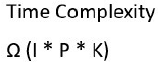 Time Complexity
Ω (I * P * K)